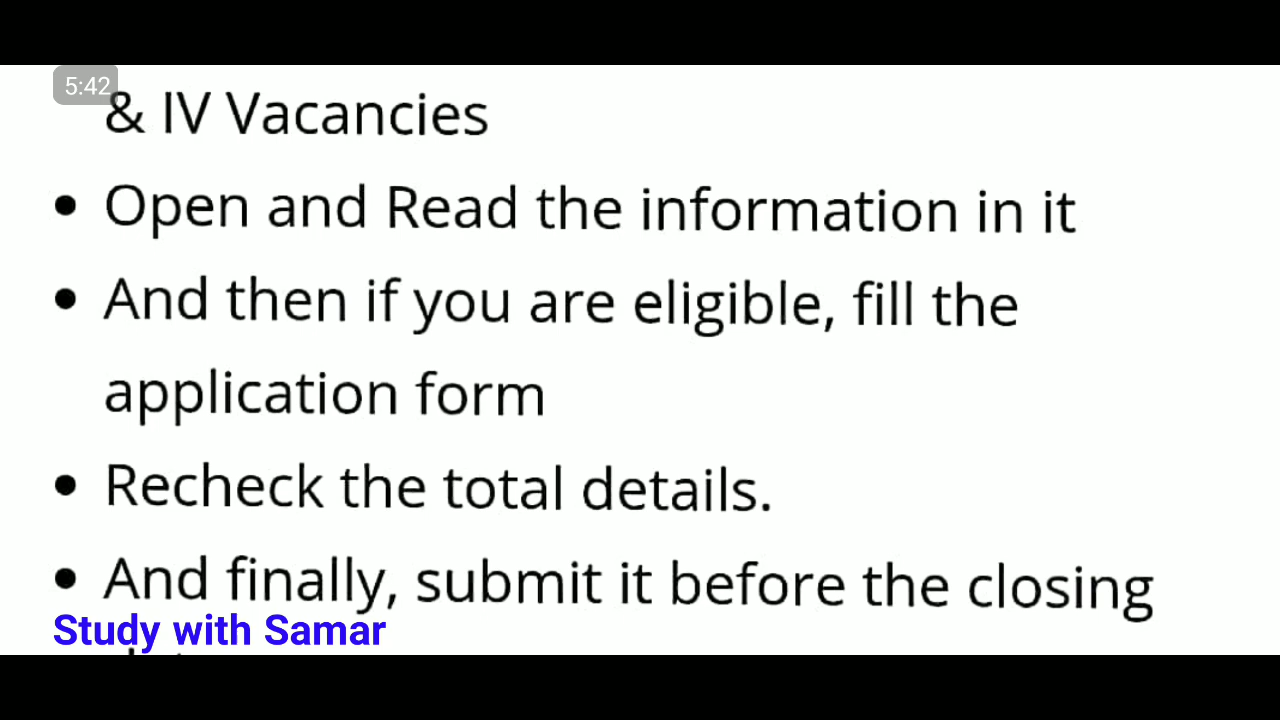 5:42
& IV Vacancies
• Open and Read the information in it
• And then if you are eligible, fill the
application form
• Recheck the total details.
• And finally, submit it before the closing
Study with Samar